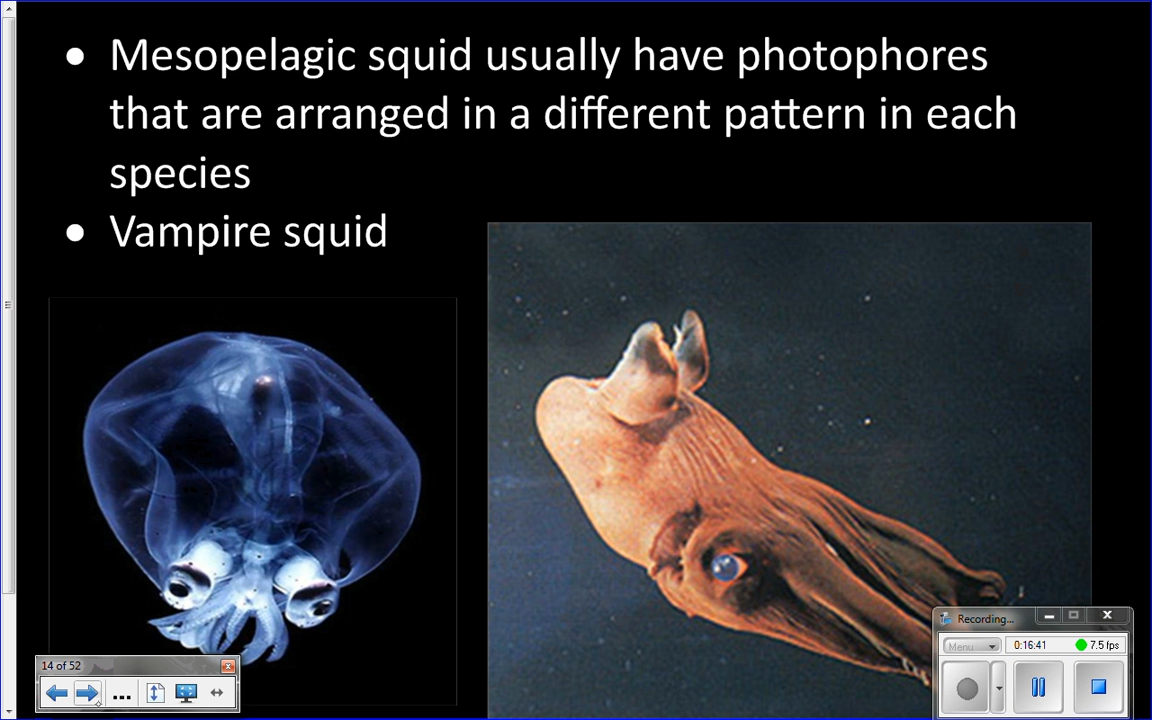 • Mesopelagic squid usually have photophores
that are arranged in a different pattern in each
species
• Vampire squid
Recording...
Menu
0:16:41
7.5 fps
14 of 52
...